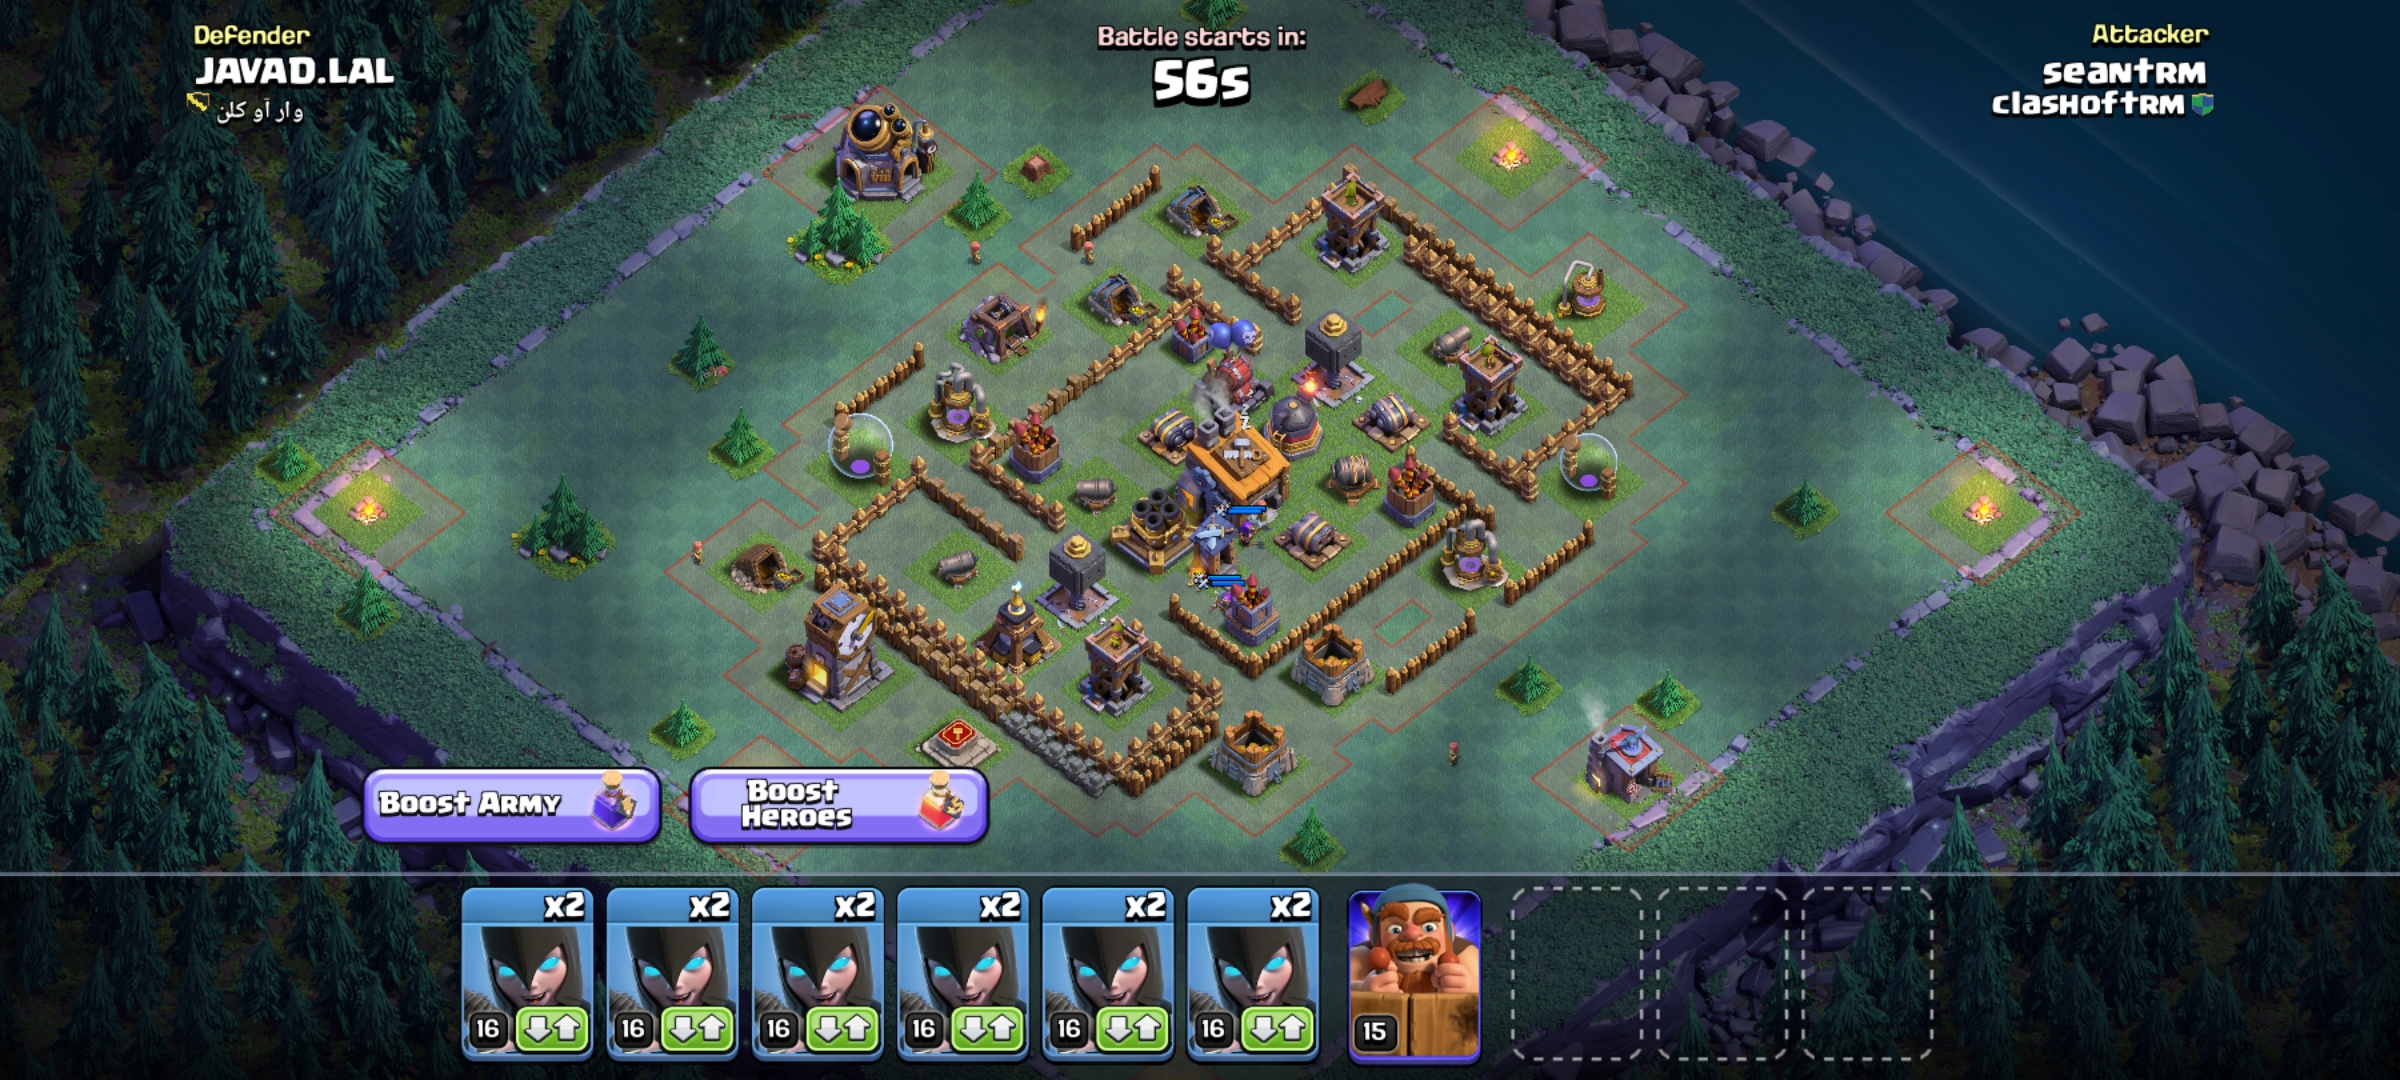 Defender
JAVAD.LAL
وار آو کلن
Battle starts in:
56s
Attacker
seantRM
clashoftRM
Boost Army
Boost
Heroes
x2
x2
x2
x2
x2
x2
16
16
16
16
16
16
15